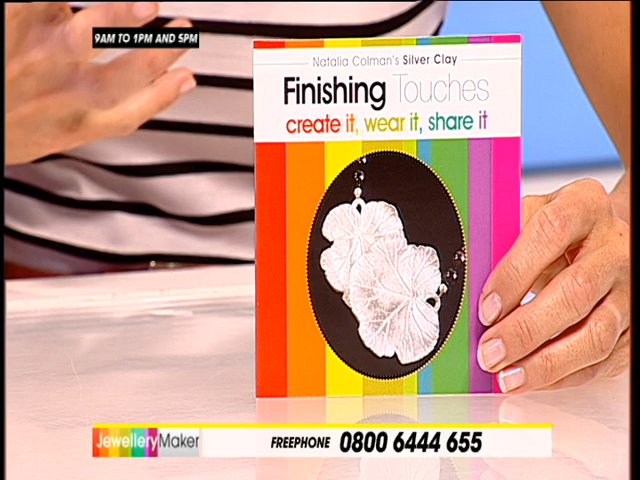 9AM TO 1PM AND 5PM
Natalia Colman's Silver Clay
Finishing Touches
create it, wear it, share it
JewelleryMaker FREEPHONE 0800 6444 655